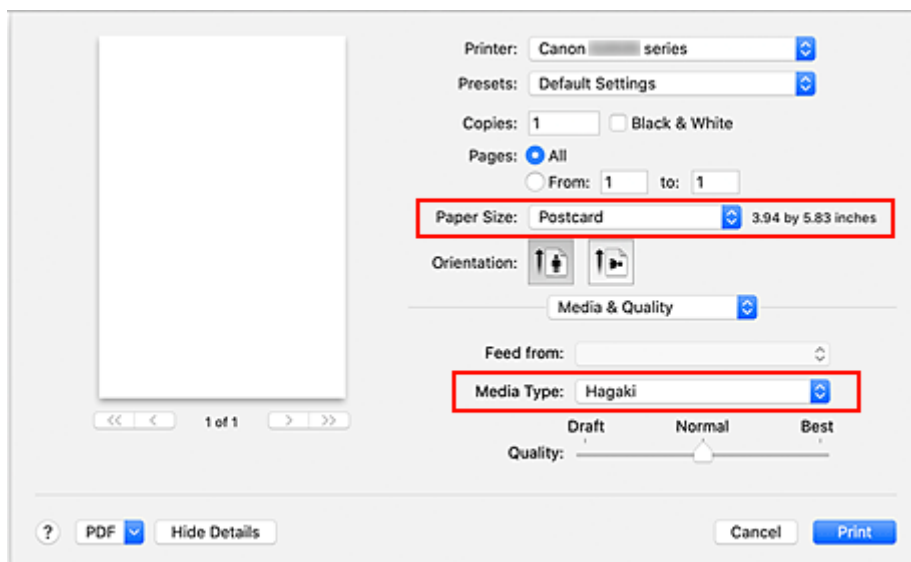 Printer: Canon series
Presets: Default Settings
Copies: 1 Black & White
Pages: All
From: 1 to: 1
Paper Size: Postcard 3.94 by 5.83 inches
Orientation:
Media & Quality
Feed from:
Media Type: Hagaki
Draft Normal Best
Quality:
<< < 1 of 1 > >>
? PDF Hide Details Cancel Print